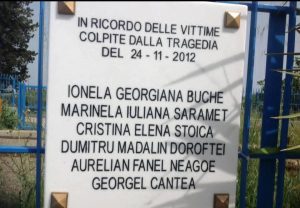 IN RICORDO DELLE VITTIME
COLPITE DALLA TRAGEDIA
DEL 24-11-2012
IONELA GEORGIANA BUCHE
MARINELA IULIANA SARAMET
CRISTINA ELENA STOICA
DUMITRU MADALIN DOROFTEI
AURELIAN FANEL NEAGOE
GEORGEL CANTEA